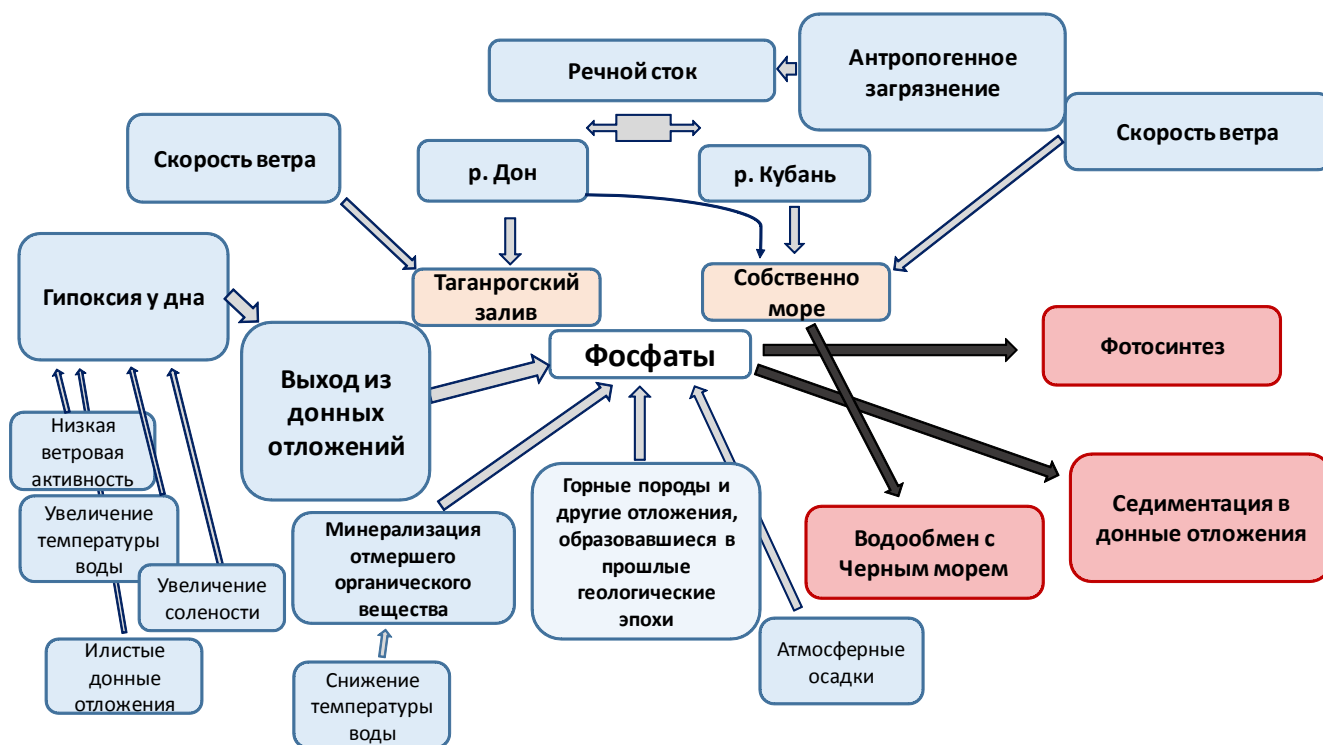 Речной сток
Антропогенное
загрязнение
Скорость ветра
Скорость ветра
р. Дон
р. Кубань
Гипоксия у дна
Таганрогский
залив
Собственно
море
Фосфаты
Фотосинтез
Выход из
донных
отложений
Низкая
ветровая
активность
Увеличение
температуры
воды
Увеличение
солености
Илистые
донные
отложения
Минерализация
отмершего
органического
вещества
Снижение
температуры
воды
Горные породы и
другие отложения,
образовавшиеся в
прошлые
геологические
эпохи
Атмосферные
осадки
Водообмен с
Черным морем
Седиментация в
донные отложения